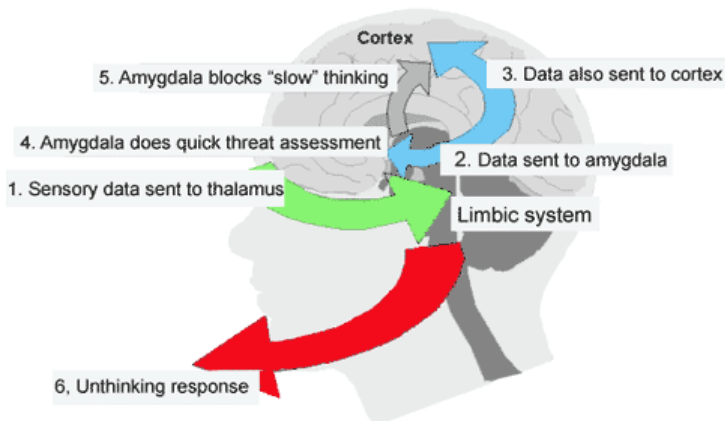 Cortex
5. Amygdala blocks “slow” thinking
3. Data also sent to cortex
4. Amygdala does quick threat assessment
2. Data sent to amygdala
1. Sensory data sent to thalamus
Limbic system
6, Unthinking response